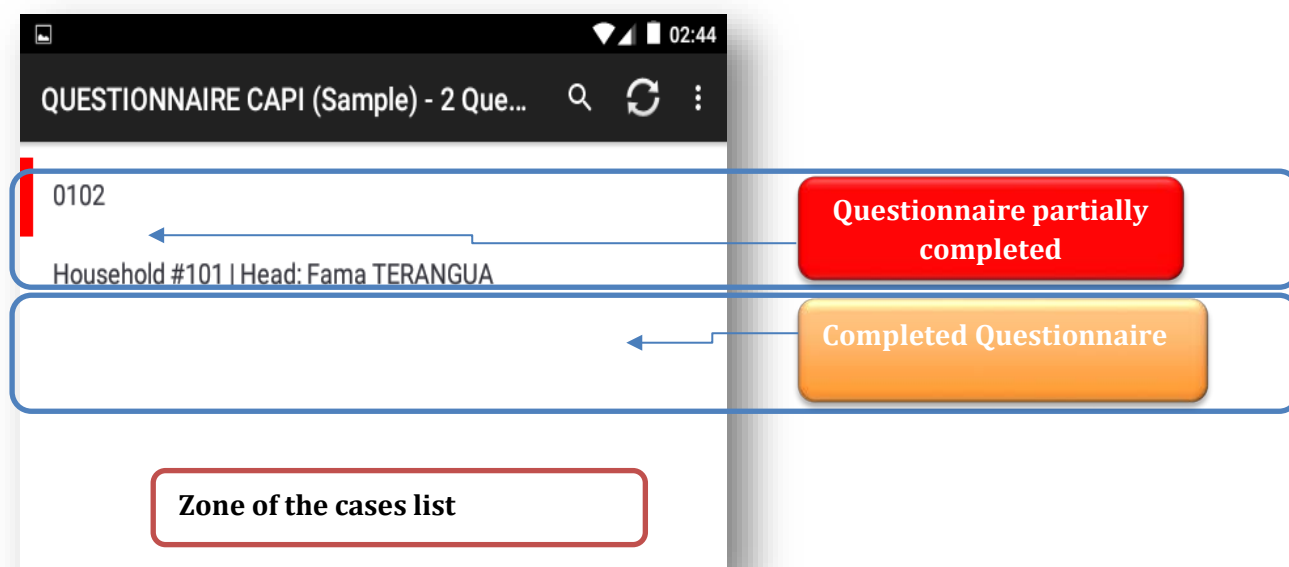 02:44
QUESTIONNAIRE CAPI (Sample) - 2 Que...
0102
Household #101 | Head: Fama TERANGUA
Questionnaire partially
completed
Completed Questionnaire
Zone of the cases list